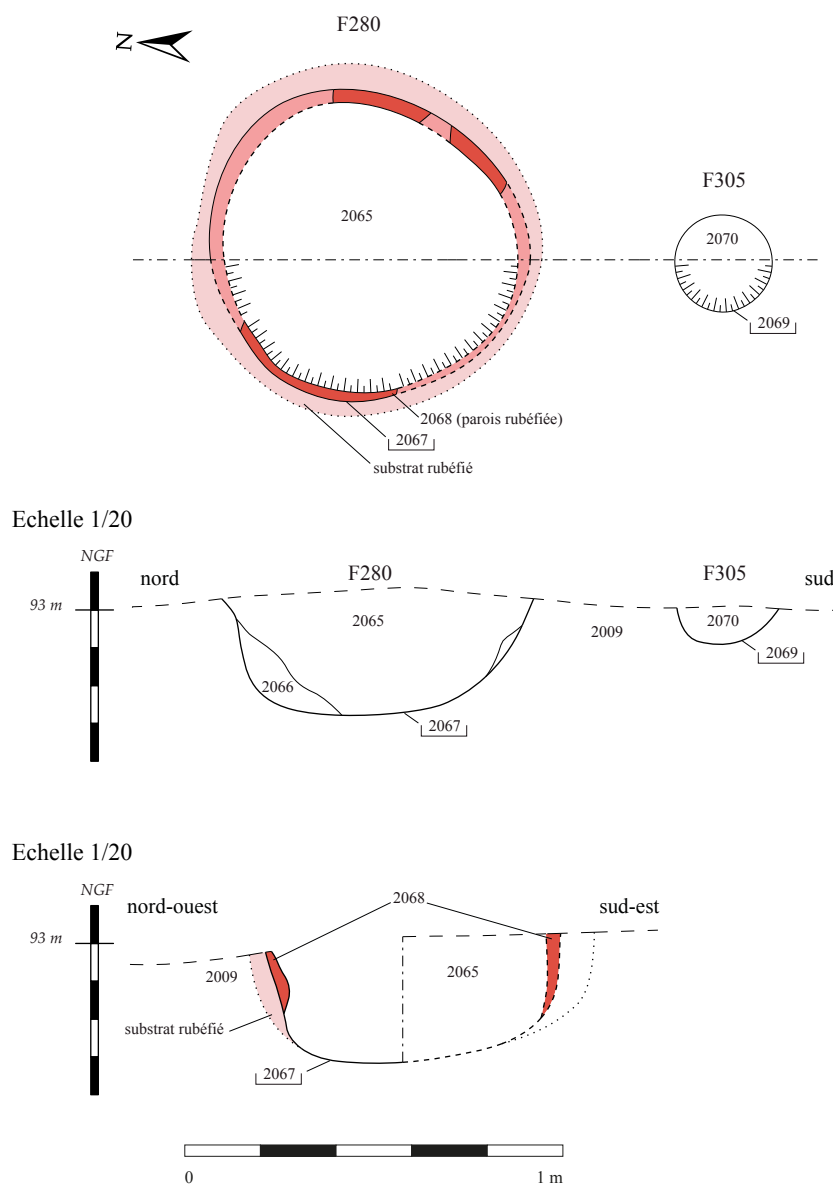 F280
N
F305
2065
2070
2069
2068 (parois rubéfiée)
2067
substrat rubéfié
Echelle 1/20
NGF
nord
F280
F305
sud
93 m
2065
2070
2009
2069
2066
2067
Echelle 1/20
NGF
nord-ouest
2068
sud-est
93 m
2009
2065
substrat rubéfié
2067
0
1 m